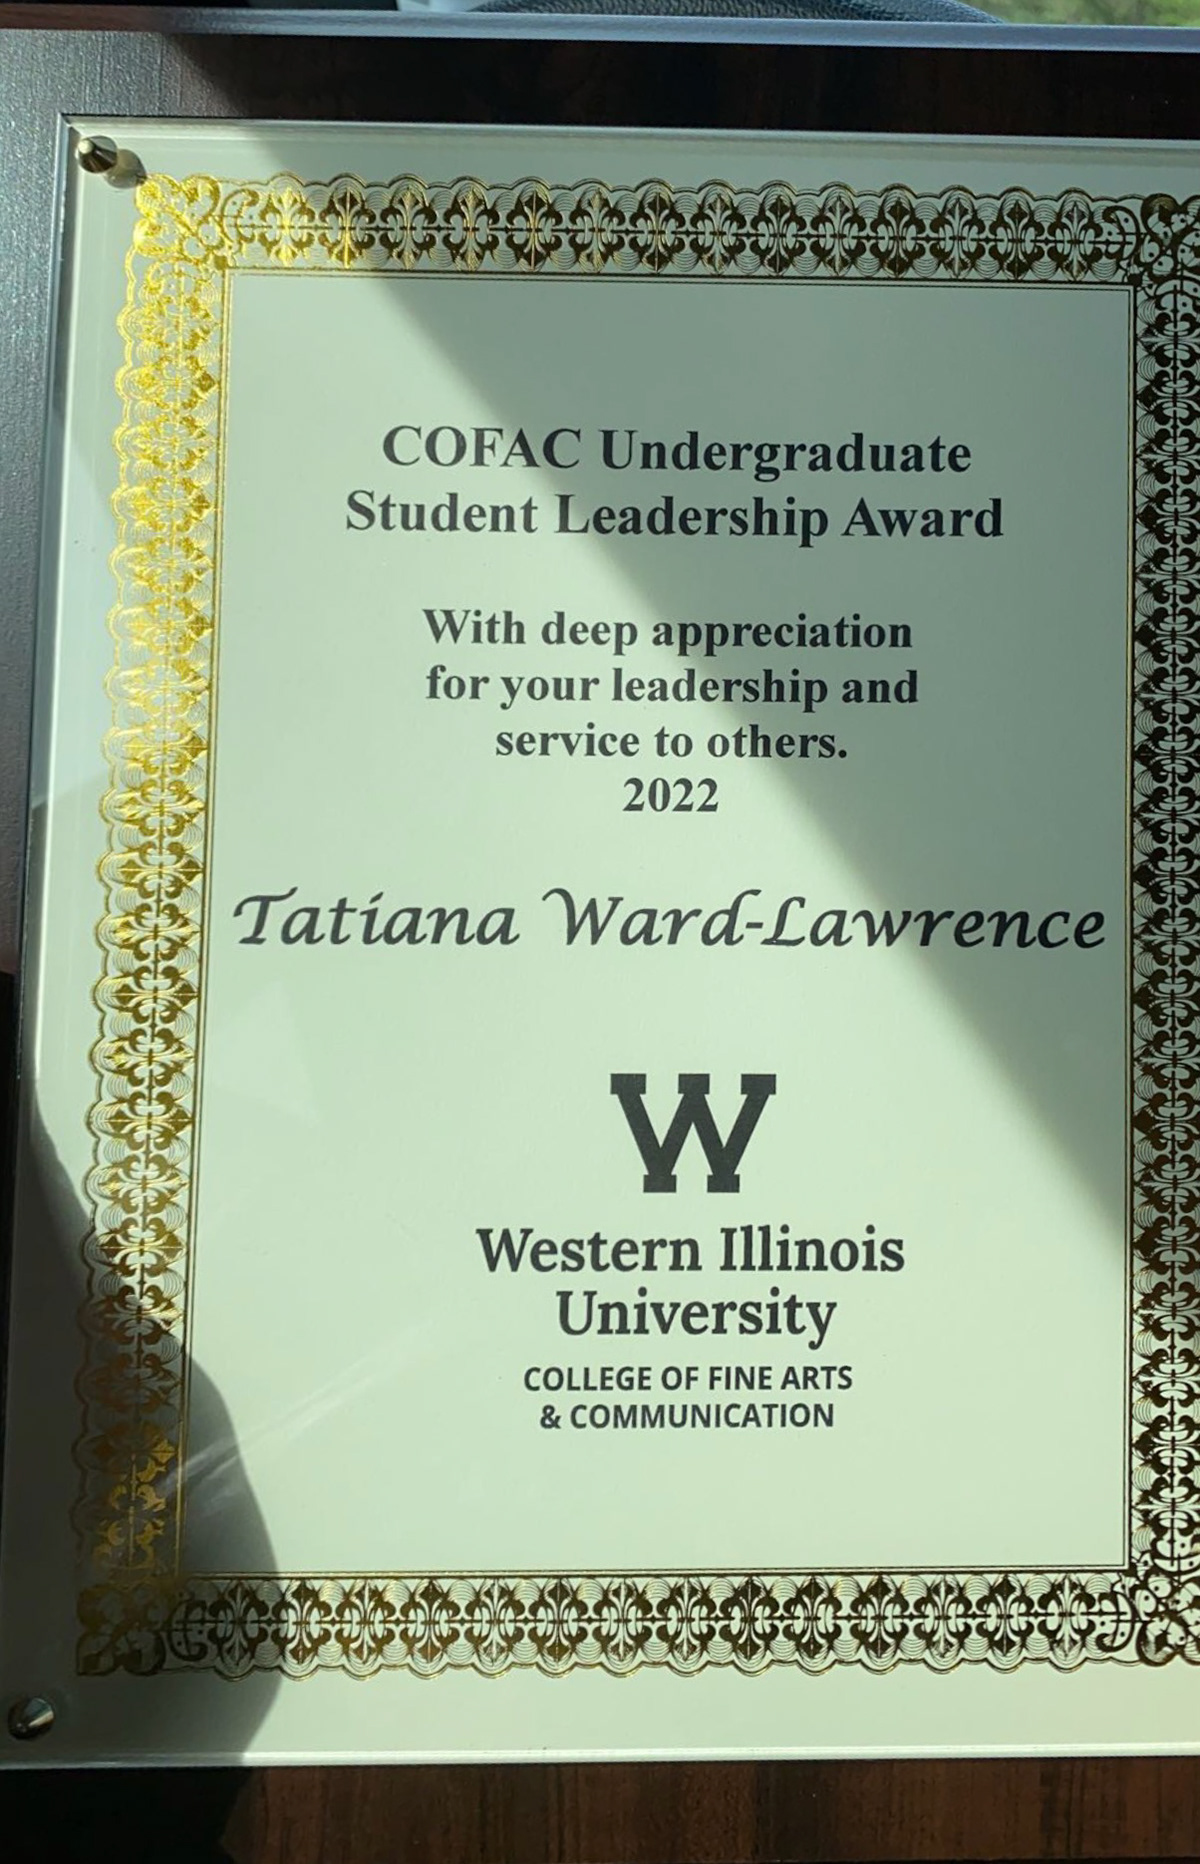 COFAC Undergraduate
Student Leadership Award
With deep appreciation
for your leadership and
service to others.
2022
Tatiana Ward-Lawrence
W
Western Illinois
University
COLLEGE OF FINE ARTS
& COMMUNICATION